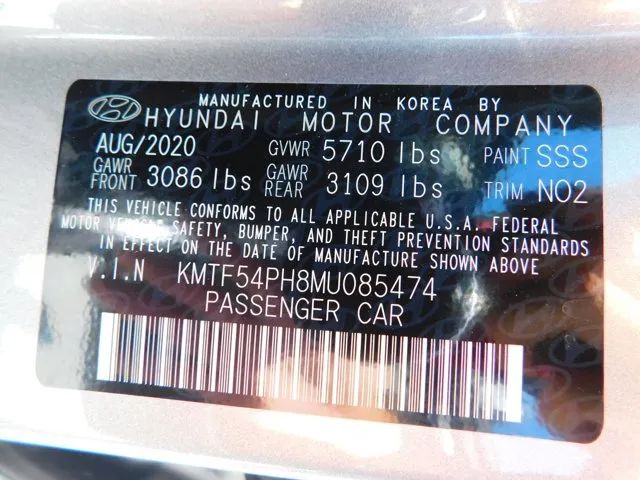 MANUFACTURED IN KOREA BY
HYUNDAI MOTOR COMPANY
AUG/2020 GVWR 5710 lbs PAINT SSS
GAWR FRONT 3086 lbs GAWR REAR 3109 lbs TRIM NO2
THIS VEHICLE CONFORMS TO ALL APPLICABLE U.S.A. FEDERAL
MOTOR VEHICLE SAFETY, BUMPER, AND THEFT PREVENTION STANDARDS
IN EFFECT ON THE DATE OF MANUFACTURE SHOWN ABOVE
V.I.N KMTF54PH8MU085474
PASSENGER CAR